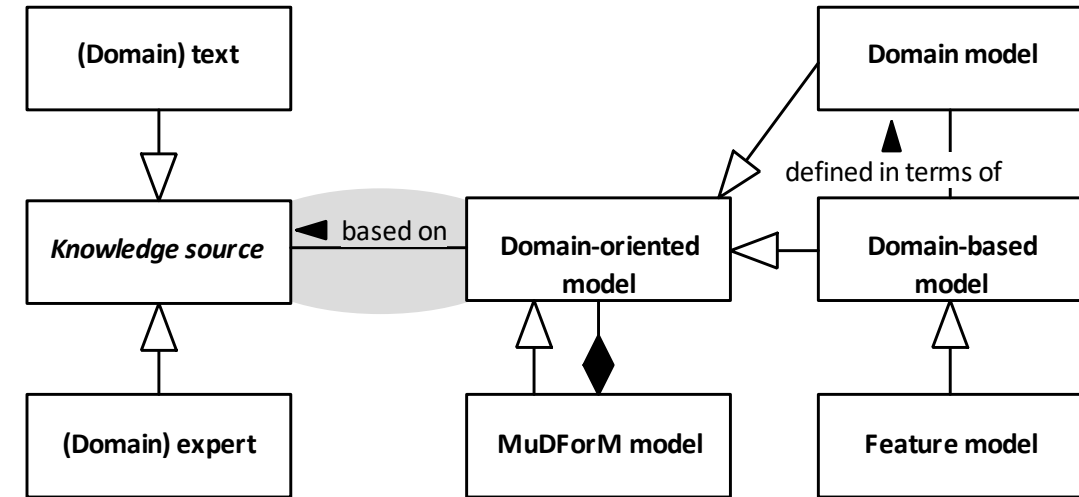 (Domain) text
Domain model
defined in terms of
Knowledge source
based on
Domain-oriented
model
Domain-based
model
(Domain) expert
MuDForM model
Feature model